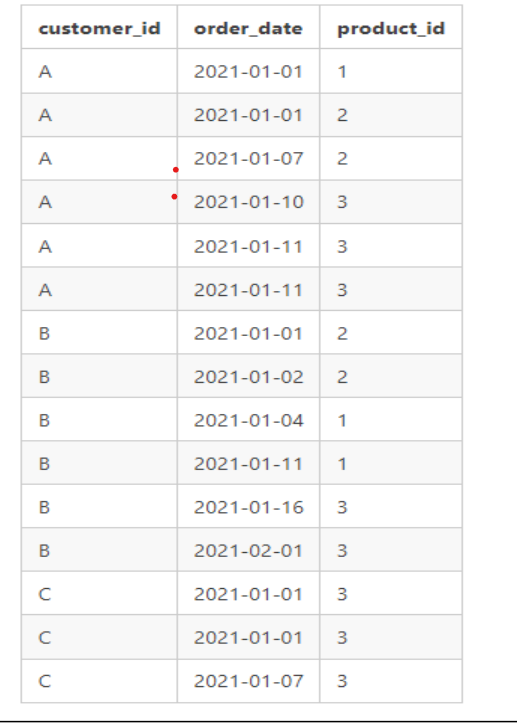 customer_id order_date product_id
A 2021-01-01 1
A 2021-01-01 2
A 2021-01-07 2
A 2021-01-10 3
A 2021-01-11 3
A 2021-01-11 3
B 2021-01-01 2
B 2021-01-02 2
B 2021-01-04 1
B 2021-01-11 1
B 2021-01-16 3
B 2021-02-01 3
C 2021-01-01 3
C 2021-01-01 3
C 2021-01-07 3